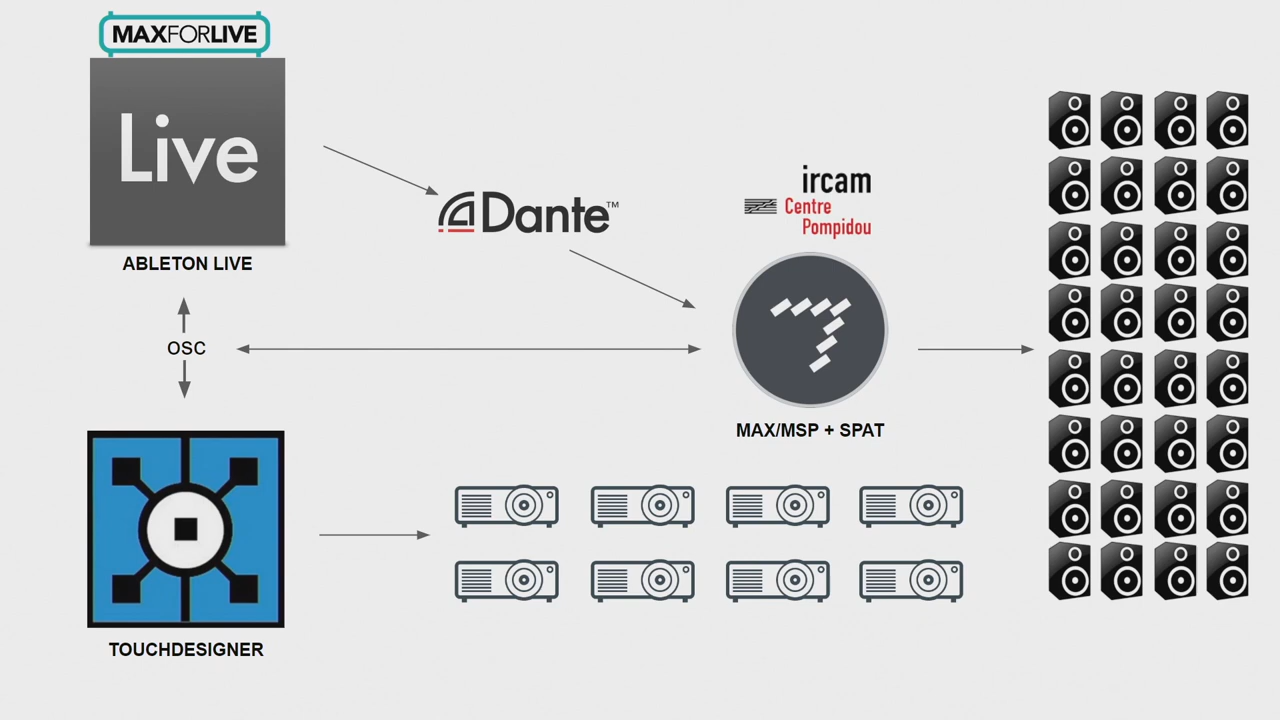 MAXFORLIVE
Live
ABLETON LIVE
Dante™
ircam
Centre
Pompidou
OSC
MAX/MSP + SPAT
TOUCHDESIGNER